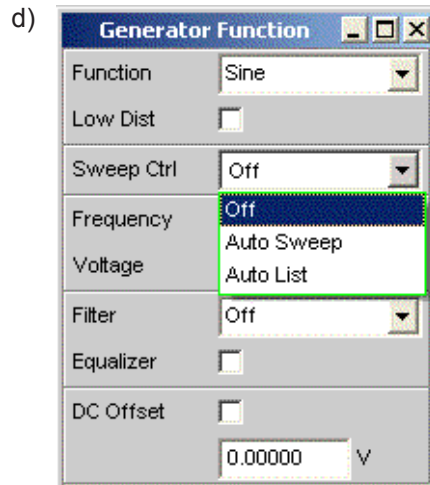 d)
Generator Function
Function Sine
Low Dist
Sweep Ctrl Off
Frequency Off
Auto Sweep
Voltage
Auto List
Filter Off
Equalizer
DC Offset
0.00000 V